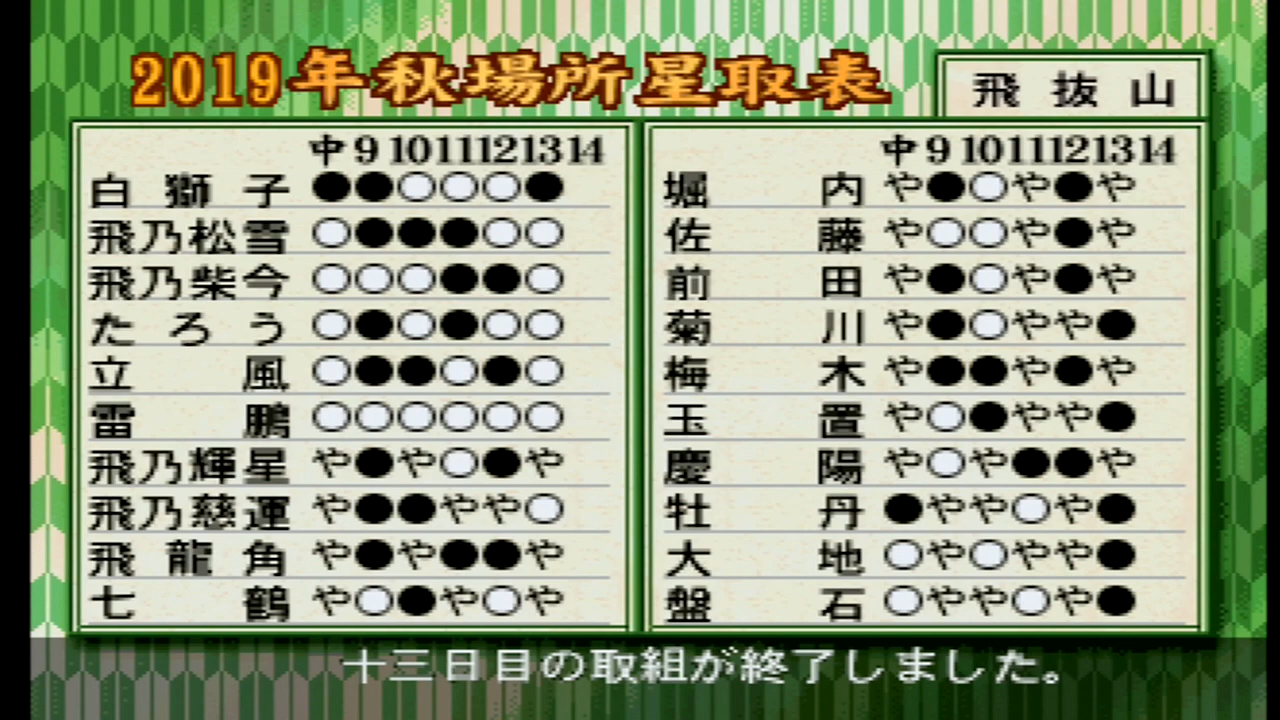 2019年秋場所星取表
飛抜山
中 9 10 11 12 13 14
白獅子 ●●○○○●
飛乃松雪 ○●●●○○
飛乃柴今 ○○○●●○
たろう ○●○●○○
立風 ○●●○●○
雷鵬 ○○○○○○
飛乃輝星 や●や○●や
飛乃慈運 や●●やや○
飛龍角 や●や●●や
七鶴 や○●や○や
中 9 10 11 12 13 14
堀内 や●○や●や
佐藤 や○○や●や
前田 や●○や●や
菊川 や●○やや●
梅木 や●●や●や
玉置 や○●やや●
慶陽 や○や●●や
牡丹 ●やや○や●
大地 ○や○やや●
盤石 ○やや○や●
十三日目の取組が終了しました。